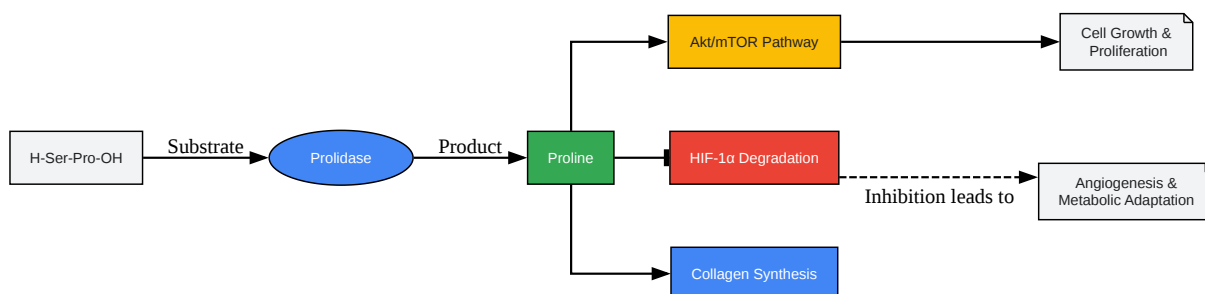 Akt/mTOR Pathway
Cell Growth &
Proliferation
H-Ser-Pro-OH
Substrate
Prolidase
Product
Proline
HIF-1α Degradation
Inhibition leads to
Angiogenesis &
Metabolic Adaptation
Collagen Synthesis